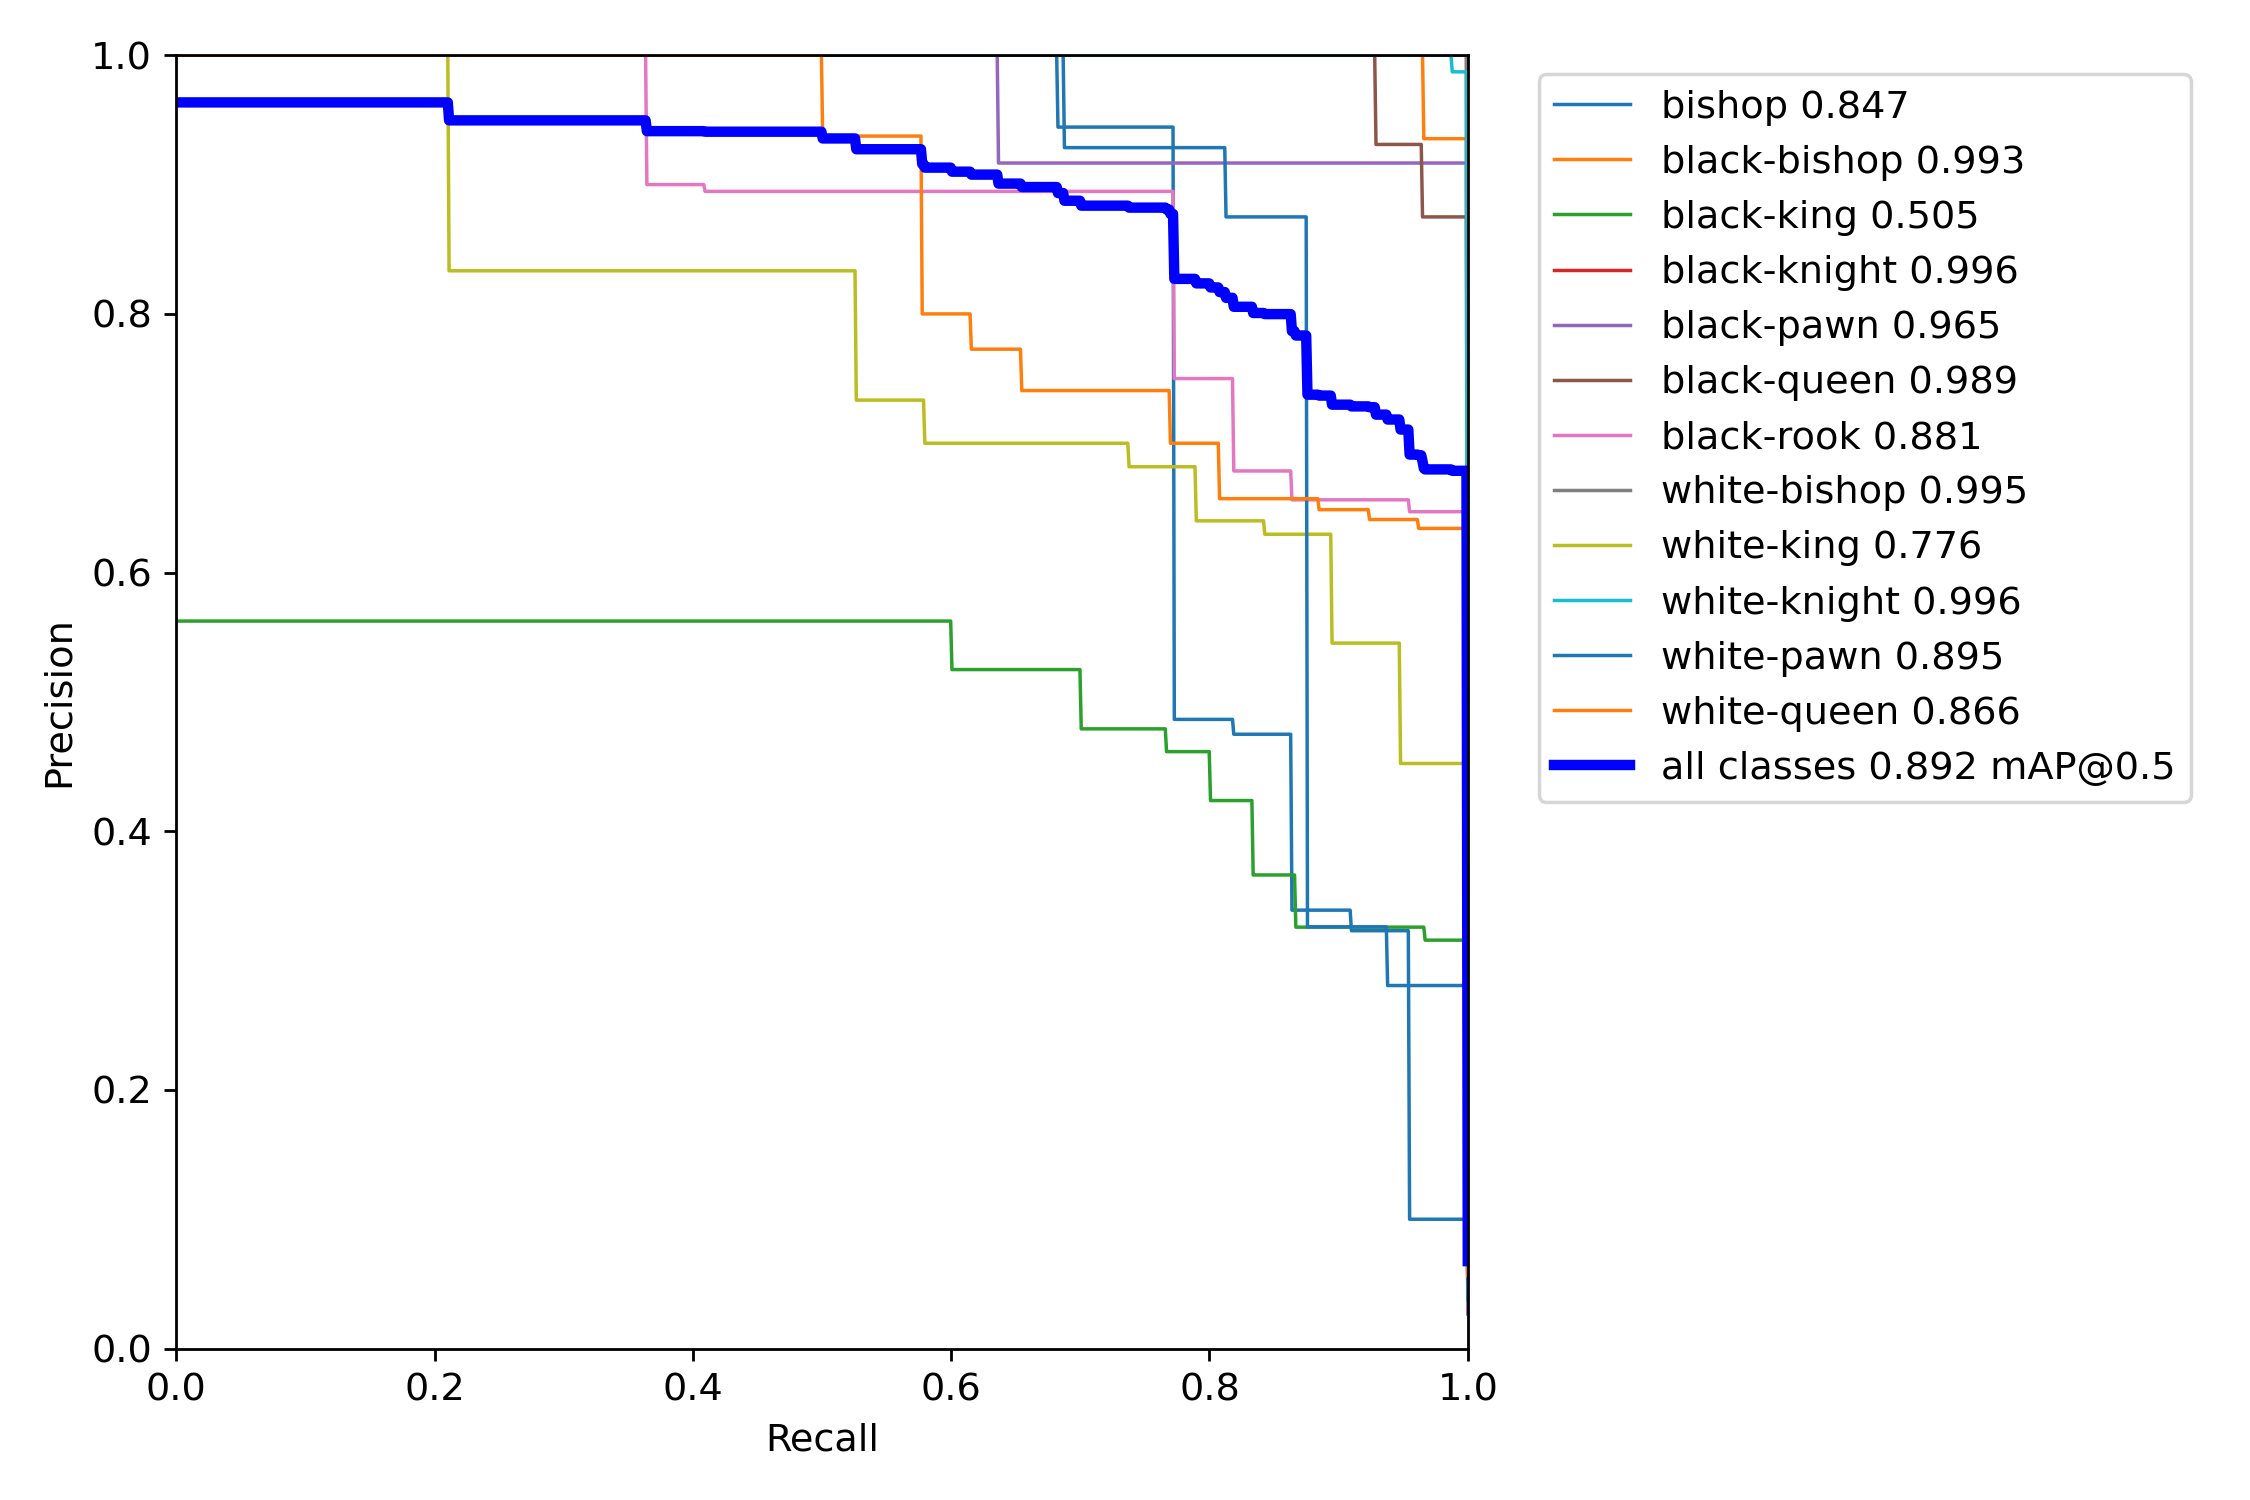 1.0
0.8
0.6
0.4
0.2
0.0
0.0 0.2 0.4 0.6 0.8 1.0
Precision
Recall
bishop 0.847
black-bishop 0.993
black-king 0.505
black-knight 0.996
black-pawn 0.965
black-queen 0.989
black-rook 0.881
white-bishop 0.995
white-king 0.776
white-knight 0.996
white-pawn 0.895
white-queen 0.866
all classes 0.892 mAP@0.5